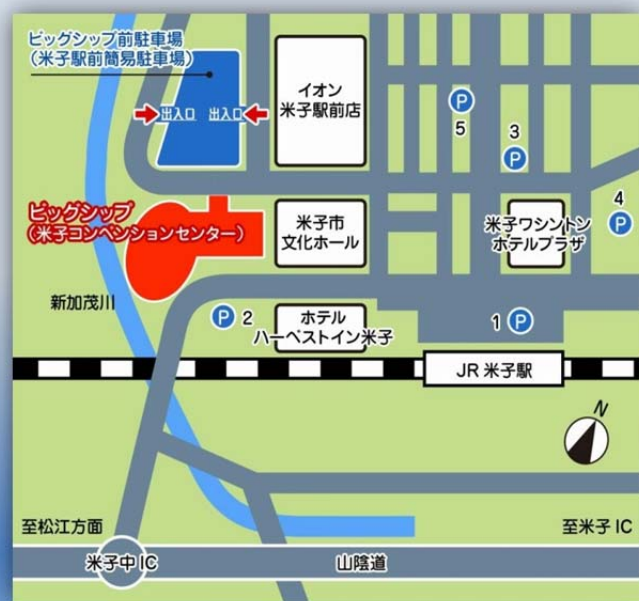 ビッグシップ前駐車場
(米子駅前簡易駐車場)
出入口 出入口
イオン
米子駅前店
P
5
3
P
4
P
ビッグシップ
(米子コンベンションセンター)
米子市
文化ホール
米子ワシントン
ホテルプラザ
新加茂川
P 2
ホテル
ハーベストイン米子
1 P
JR 米子駅
N
至松江方面
至米子 IC
米子中 IC
山陰道